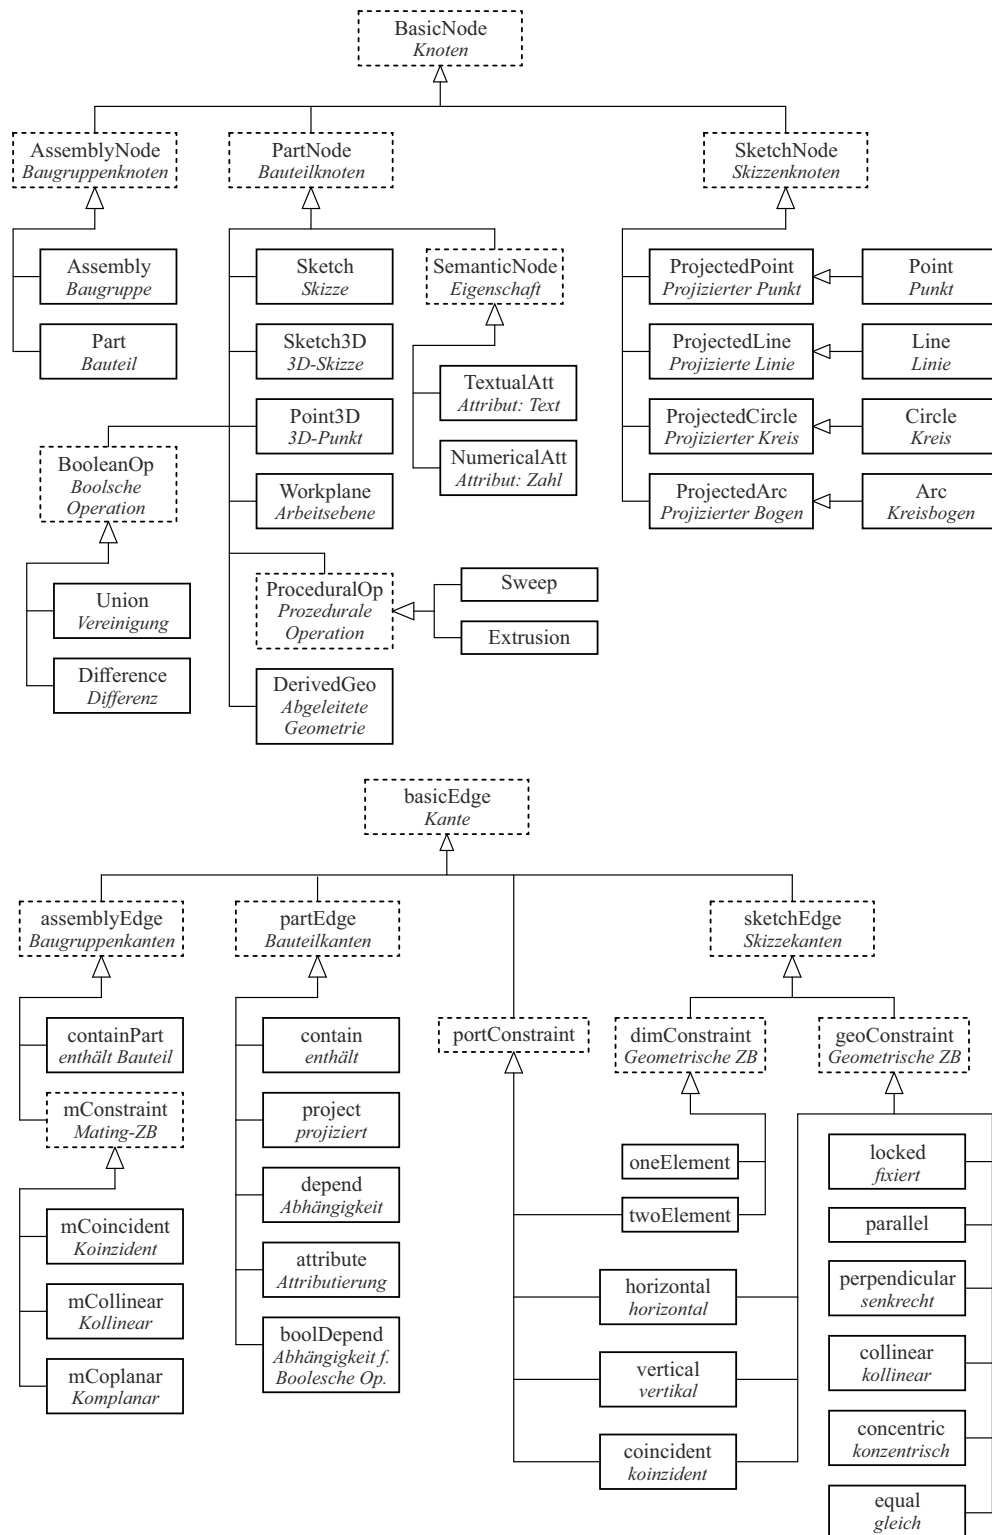 BasicNode
Knoten
AssemblyNode
Baugruppenknoten
PartNode
Bauteilknoten
SketchNode
Skizzenknoten
Assembly
Baugruppe
Part
Bauteil
Sketch
Skizze
SemanticNode
Eigenschaft
Sketch3D
3D-Skizze
TextualAtt
Attribut: Text
Point3D
3D-Punkt
NumericalAtt
Attribut: Zahl
BooleanOp
Boolsche
Operation
Workplane
Arbeitsebene
Union
Vereinigung
Difference
Differenz
ProceduralOp
Prozedurale
Operation
Sweep
Extrusion
DerivedGeo
Abgeleitete
Geometrie
ProjectedPoint
Projizierter Punkt
Point
Punkt
ProjectedLine
Projizierte Linie
Line
Linie
ProjectedCircle
Projizierter Kreis
Circle
Kreis
ProjectedArc
Projizierter Bogen
Arc
Kreisbogen
basicEdge
Kante
assemblyEdge
Baugruppenkanten
partEdge
Bauteilkanten
sketchEdge
Skizzekanten
containPart
enthält Bauteil
mConstraint
Mating-ZB
mCoincident
Koinzident
mCollinear
Kollinear
mCoplanar
Komplanar
contain
enthält
project
projiziert
depend
Abhängigkeit
attribute
Attributierung
boolDepend
Abhängigkeit f.
Boolesche Op.
portConstraint
dimConstraint
Geometrische ZB
geoConstraint
Geometrische ZB
oneElement
twoElement
horizontal
horizontal
vertical
vertikal
coincident
koinzident
locked
fixiert
parallel
perpendicular
senkrecht
collinear
kollinear
concentric
konzentrisch
equal
gleich